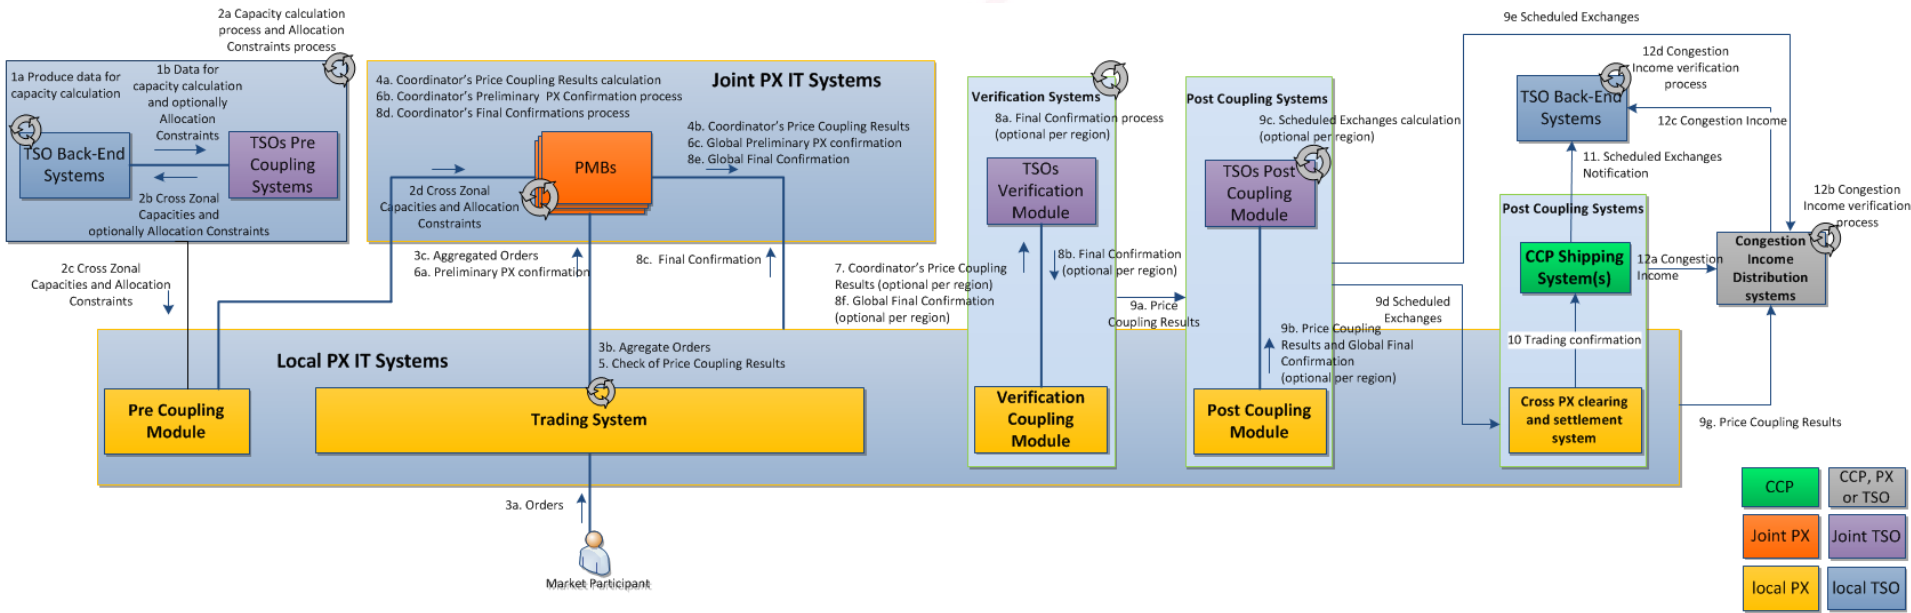 2a Capacity calculation
process and Allocation
Constraints process
1a Produce data for
capacity calculation
1b Data for
capacity calculation
and optionally
Allocation
Constraints
TSO Back-End
Systems
TSOs Pre
Coupling
Systems
2b Cross Zonal
Capacities and
optionally Allocation Constraints
2c Cross Zonal
Capacities and Allocation
Constraints
Joint PX IT Systems
4a. Coordinator's Price Coupling Results calculation
6b. Coordinator's Preliminary PX Confirmation process
8d. Coordinator's Final Confirmations process
4b. Coordinator's Price Coupling Results
6c. Global Preliminary PX confirmation
8e. Global Final Confirmation
PMBs
2d Cross Zonal
Capacities and Allocation
Constraints
3c. Aggregated Orders
6a. Preliminary PX confirmation
8c. Final Confirmation
Local PX IT Systems
3b. Agregate Orders
5. Check of Price Coupling Results
Pre Coupling
Module
Trading System
3a. Orders
Market Participant
Verification Systems
8a. Final Confirmation process
(optional per region)
TSOs
Verification
Module
7. Coordinator's Price Coupling
Results (optional per region)
8f. Global Final Confirmation
(optional per region)
8b. Final Confirmation
(optional per region)
Verification
Coupling
Module
9a. Price
Coupling Results
Post Coupling Systems
9c. Scheduled Exchanges calculation
(optional per region)
TSOs Post
Coupling
Module
9b. Price Coupling
Results and Global Final
Confirmation
(optional per region)
Post Coupling
Module
9d Scheduled
Exchanges
9e Scheduled Exchanges
12d Congestion
Income verification
process
TSO Back-End
Systems
12c Congestion Income
11. Scheduled Exchanges
Notification
Post Coupling Systems
CCP Shipping
System(s)
12a Congestion
Income
12b Congestion
Income verification
process
Congestion
Income
Distribution
systems
10 Trading confirmation
Cross PX clearing
and settlement
system
9g. Price Coupling Results
CCP
CCP, PX
or TSO
Joint PX
Joint TSO
local PX
local TSO